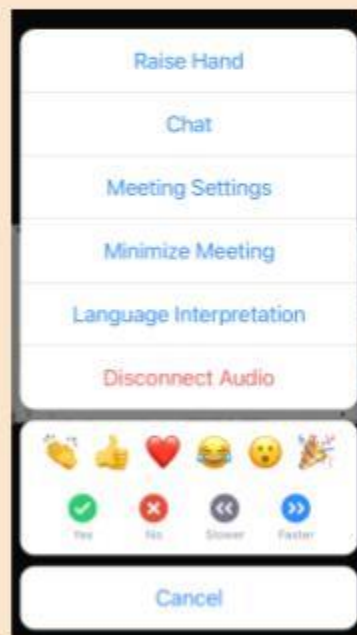 Raise Hand
Chat
Meeting Settings
Minimize Meeting
Language Interpretation
Disconnect Audio
Yes No Slower Faster
Cancel